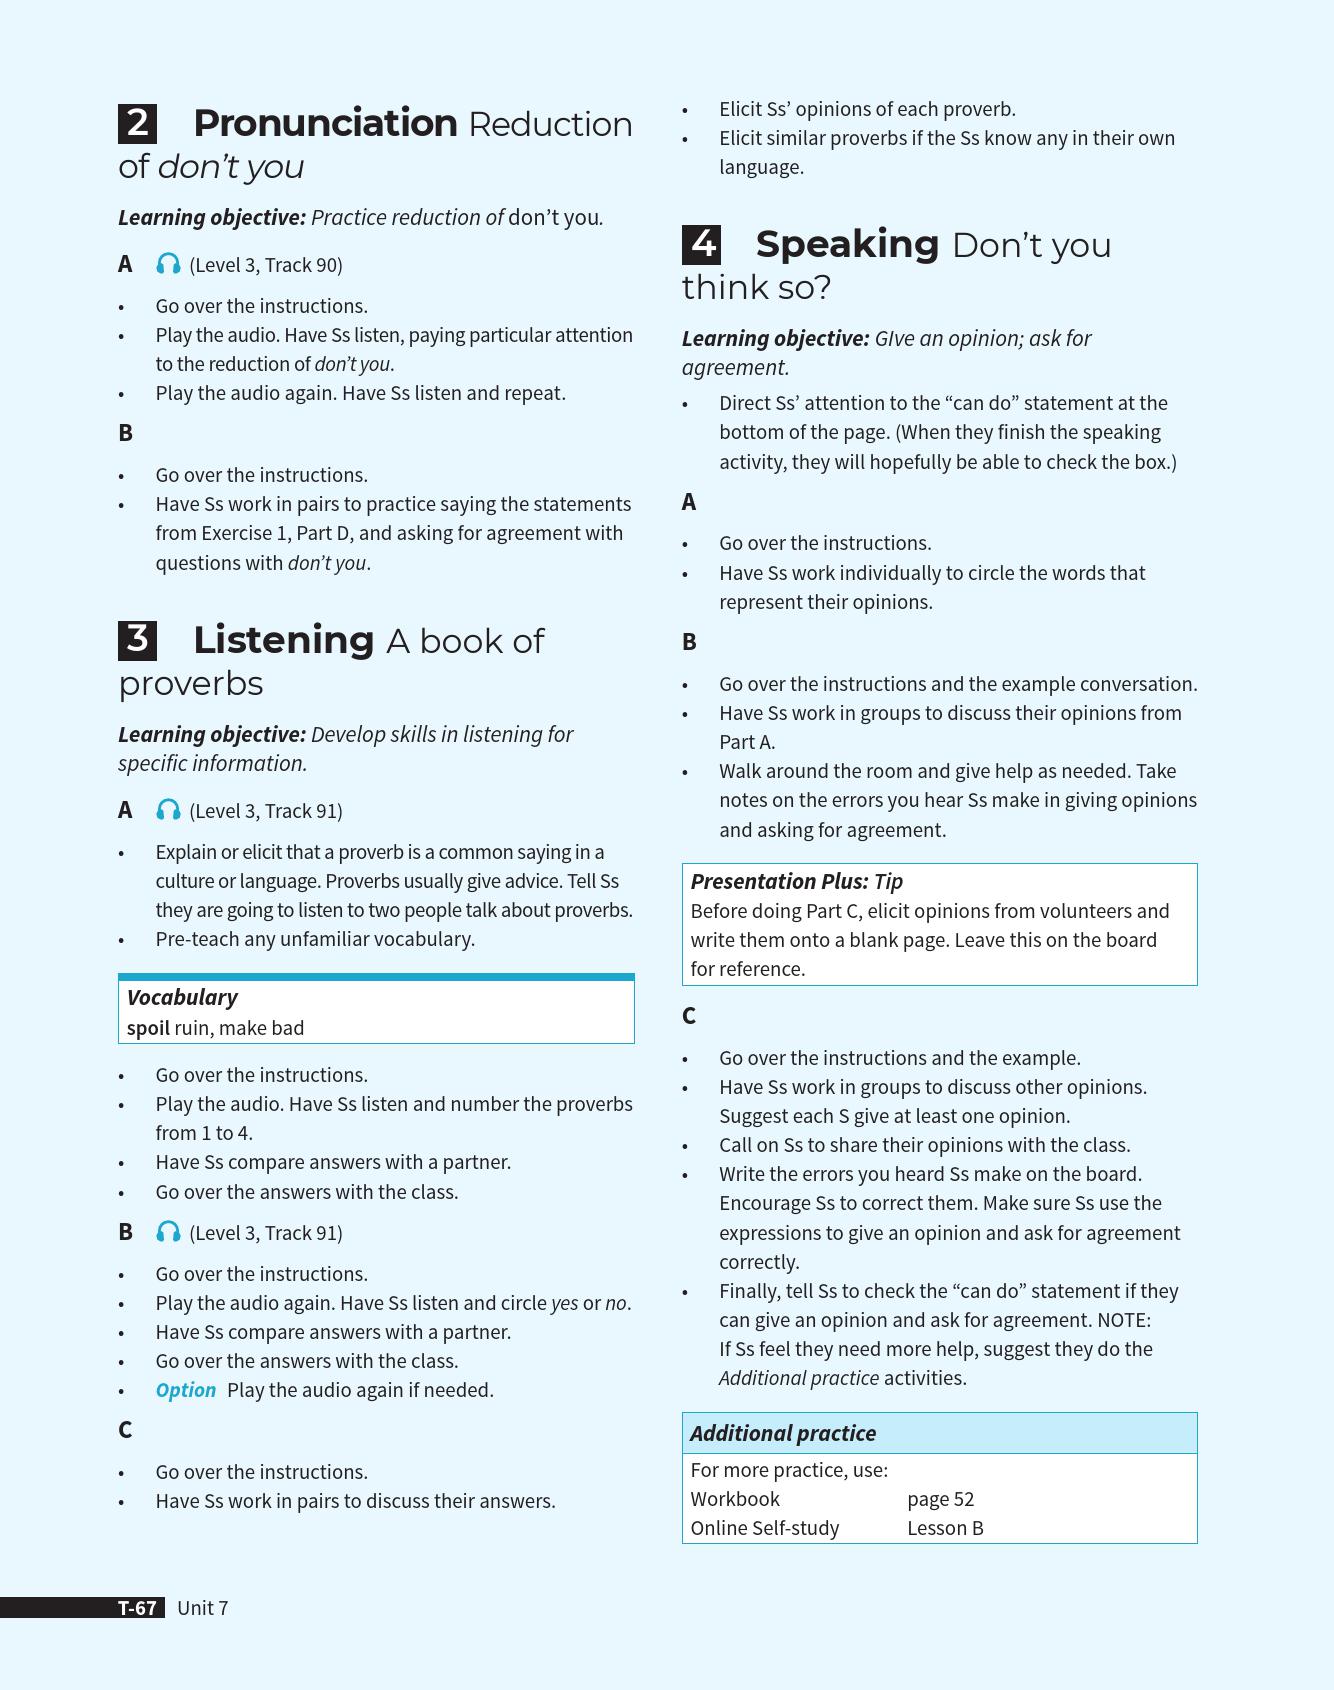 2 Pronunciation Reduction
of don’t you
Learning objective: Practice reduction of don’t you.
A (Level 3, Track 90)
• Go over the instructions.
• Play the audio. Have Ss listen, paying particular attention
to the reduction of don’t you.
• Play the audio again. Have Ss listen and repeat.
B
• Go over the instructions.
• Have Ss work in pairs to practice saying the statements
from Exercise 1, Part D, and asking for agreement with
questions with don’t you.
3 Listening A book of
proverbs
Learning objective: Develop skills in listening for
specific information.
A (Level 3, Track 91)
• Explain or elicit that a proverb is a common saying in a
culture or language. Proverbs usually give advice. Tell Ss
they are going to listen to two people talk about proverbs.
• Pre-teach any unfamiliar vocabulary.
Vocabulary
spoil ruin, make bad
• Go over the instructions.
• Play the audio. Have Ss listen and number the proverbs
from 1 to 4.
• Have Ss compare answers with a partner.
• Go over the answers with the class.
B (Level 3, Track 91)
• Go over the instructions.
• Play the audio again. Have Ss listen and circle yes or no.
• Have Ss compare answers with a partner.
• Go over the answers with the class.
• Option Play the audio again if needed.
C
• Go over the instructions.
• Have Ss work in pairs to discuss their answers.
• Elicit Ss’ opinions of each proverb.
• Elicit similar proverbs if the Ss know any in their own
language.
4 Speaking Don’t you
think so?
Learning objective: GIve an opinion; ask for
agreement.
• Direct Ss’ attention to the “can do” statement at the
bottom of the page. (When they finish the speaking
activity, they will hopefully be able to check the box.)
A
• Go over the instructions.
• Have Ss work individually to circle the words that
represent their opinions.
B
• Go over the instructions and the example conversation.
• Have Ss work in groups to discuss their opinions from
Part A.
• Walk around the room and give help as needed. Take
notes on the errors you hear Ss make in giving opinions
and asking for agreement.
Presentation Plus: Tip
Before doing Part C, elicit opinions from volunteers and
write them onto a blank page. Leave this on the board
for reference.
C
• Go over the instructions and the example.
• Have Ss work in groups to discuss other opinions.
Suggest each S give at least one opinion.
• Call on Ss to share their opinions with the class.
• Write the errors you heard Ss make on the board.
Encourage Ss to correct them. Make sure Ss use the
expressions to give an opinion and ask for agreement
correctly.
• Finally, tell Ss to check the “can do” statement if they
can give an opinion and ask for agreement. NOTE:
If Ss feel they need more help, suggest they do the
Additional practice activities.
Additional practice
For more practice, use:
Workbook page 52
Online Self-study Lesson B
T-67 Unit 7